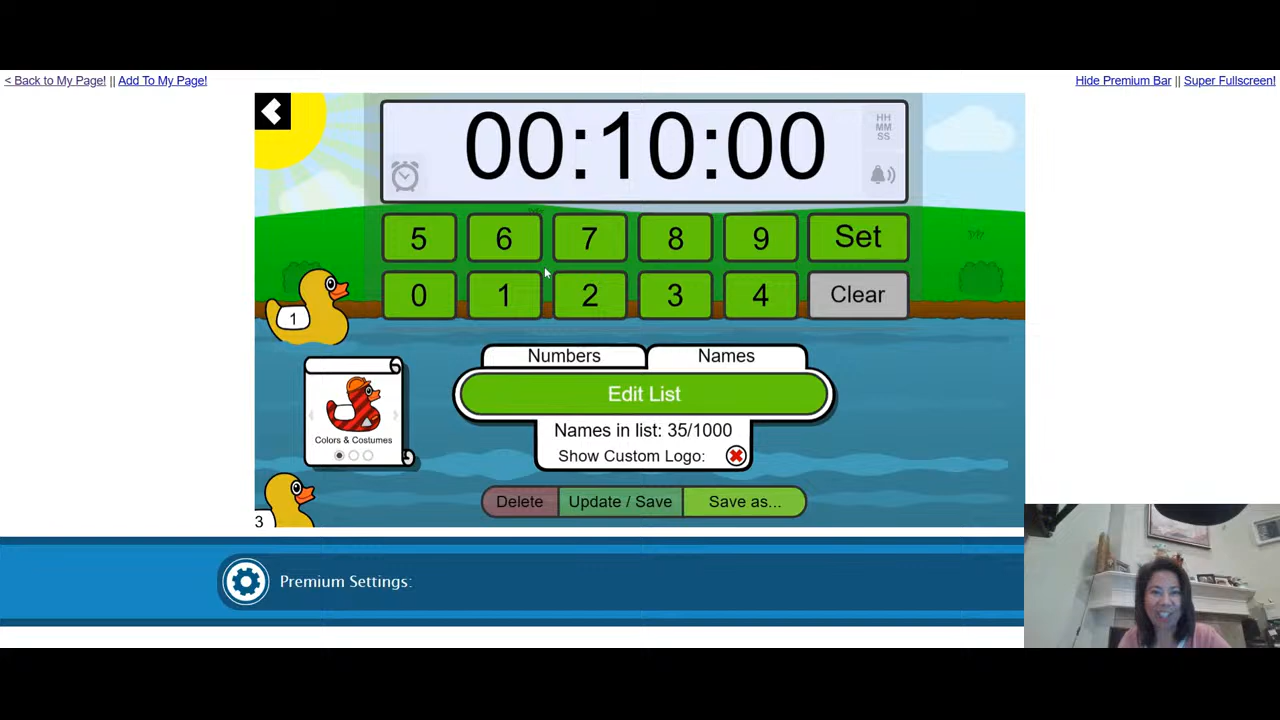 < Back to My Page! || Add To My Page!
Hide Premium Bar || Super Fullscreen!
00:10:00
HH
MM
SS
5 6 7 8 9 Set
0 1 2 3 4 Clear
1
Numbers Names
Edit List
Names in list: 35/1000
Show Custom Logo:
Colors & Costumes
Delete Update / Save Save as...
3
Premium Settings: